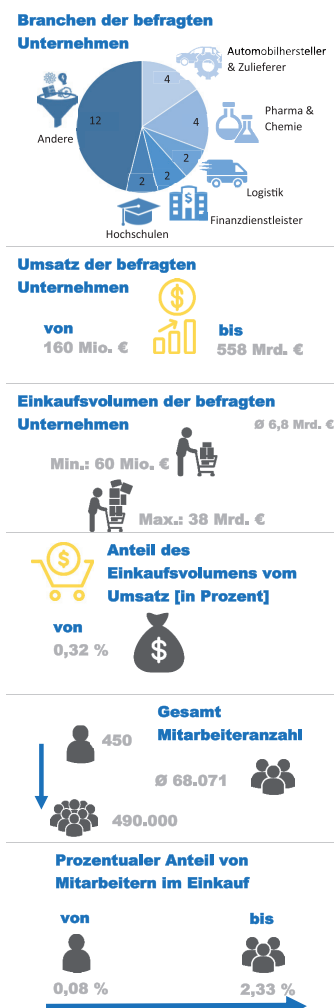 Branchen der befragten
Unternehmen
Automobilhersteller
& Zulieferer
4
12
4
Pharma &
Chemie
Andere
2
2
2
Logistik
Finanzdienstleister
Hochschulen
Umsatz der befragten
Unternehmen
$
von
bis
160 Mio. €
558 Mrd. €
Einkaufsvolumen der befragten
Unternehmen
Ø 6,8 Mrd. €
Min.: 60 Mio. €
Max.: 38 Mrd. €
$
Anteil des
Einkaufsvolumens vom
Umsatz [in Prozent]
von
0,32 %
$
Gesamt
Mitarbeiteranzahl
450
Ø 68.071
490.000
Prozentualer Anteil von
Mitarbeitern im Einkauf
von
bis
0,08 %
2,33 %